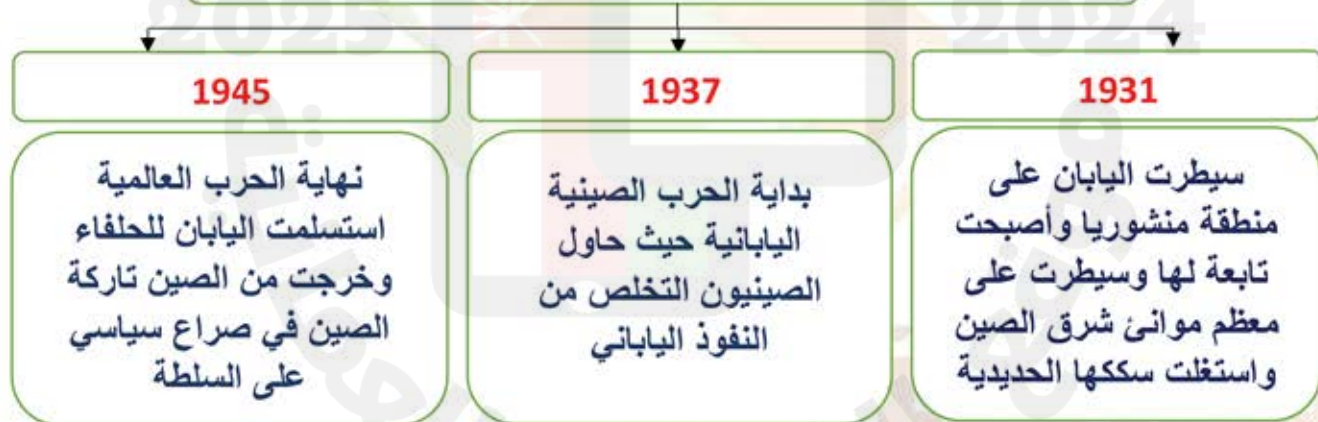 1931
سيطرت اليابان على
منطقة منشوريا وأصبحت
تابعة لها وسيطرت على
معظم موانئ شرق الصين
واستغلت سككها الحديدية
1937
بداية الحرب الصينية
اليابانية حيث حاول
الصينيون التخلص من
النفوذ الياباني
1945
نهاية الحرب العالمية
استسلمت اليابان للحلفاء
وخرجت من الصين تاركة
الصين في صراع سياسي
على السلطة
2025
2024